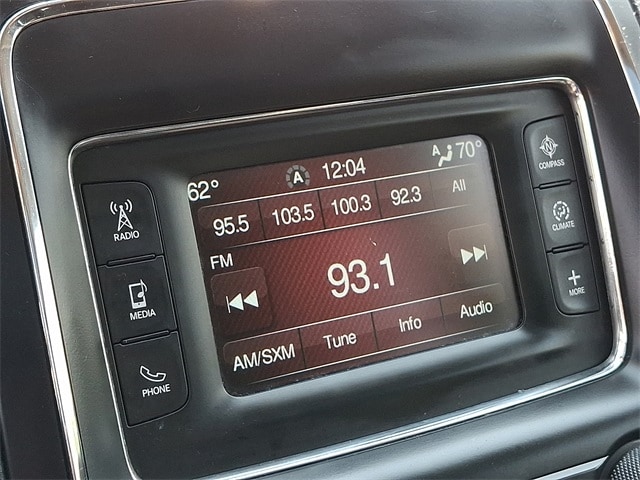 62° A 12:04 A 70°
95.5 103.5 100.3 92.3 All
FM
93.1
AM/SXM Tune Info Audio
RADIO
MEDIA
PHONE
N
COMPASS
CLIMATE
+
MORE